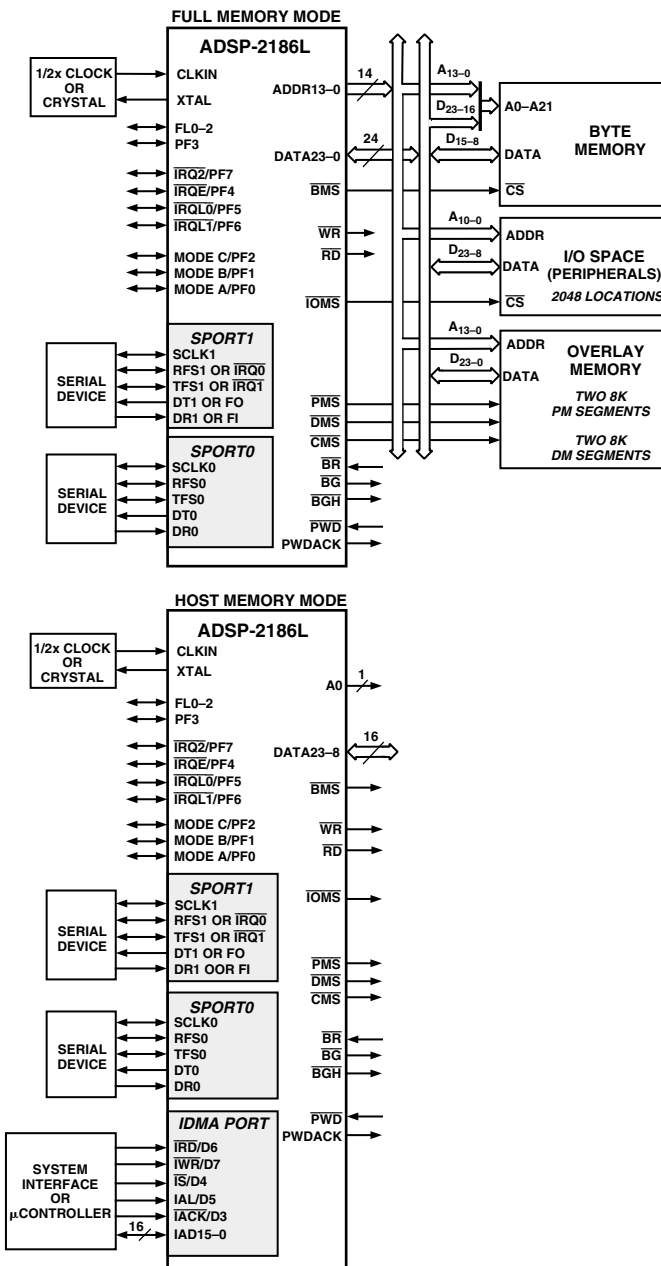 FULL MEMORY MODE
ADSP-2186L
1/2x CLOCK
OR
CRYSTAL
CLKIN
XTAL
FL0–2
PF3
IRQ2/PF7
IRQE/PF4
IRQL0/PF5
IRQL1/PF6
MODE C/PF2
MODE B/PF1
MODE A/PF0
SERIAL
DEVICE
SPORT1
SCLK1
RFS1 OR IRQ0
TFS1 OR IRQ1
DT1 OR FO
DR1 OR FI
SERIAL
DEVICE
SPORT0
SCLK0
RFS0
TFS0
DT0
DR0
ADDR13–0
14
DATA23–0
24
BMS
WR
RD
IOMS
PMS
DMS
CMS
BR
BG
BGH
PWD
PWDACK
A13–0
D23–16
D15–8
A0–A21
DATA
CS
BYTE
MEMORY
A10–0
D23–8
ADDR
DATA
CS
I/O SPACE
(PERIPHERALS)
2048 LOCATIONS
A13–0
D23–0
ADDR
DATA
OVERLAY
MEMORY
TWO 8K
PM SEGMENTS
TWO 8K
DM SEGMENTS
HOST MEMORY MODE
ADSP-2186L
1/2x CLOCK
OR
CRYSTAL
CLKIN
XTAL
FL0–2
PF3
IRQ2/PF7
IRQE/PF4
IRQL0/PF5
IRQL1/PF6
MODE C/PF2
MODE B/PF1
MODE A/PF0
SERIAL
DEVICE
SPORT1
SCLK1
RFS1 OR IRQ0
TFS1 OR IRQ1
DT1 OR FO
DR1 OOR FI
SERIAL
DEVICE
SPORT0
SCLK0
RFS0
TFS0
DT0
DR0
SYSTEM
INTERFACE
OR
µCONTROLLER
16
IDMA PORT
IRD/D6
IWR/D7
IS/D4
IAL/D5
IACK/D3
IAD15–0
A0
1
DATA23–8
16
BMS
WR
RD
IOMS
PMS
DMS
CMS
BR
BG
BGH
PWD
PWDACK